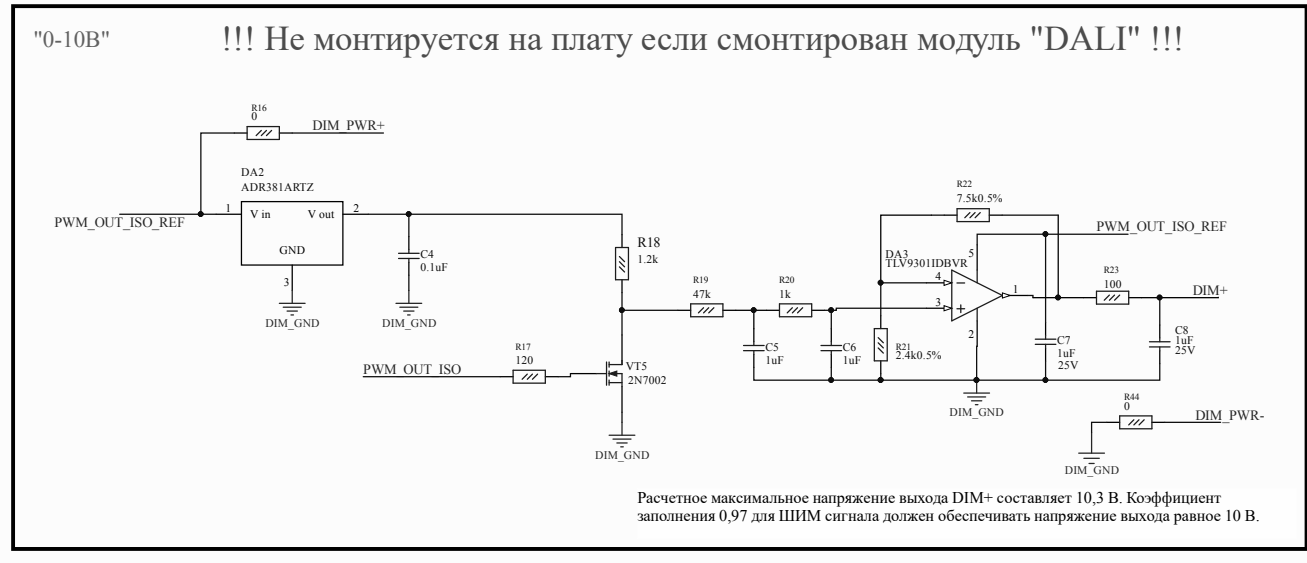 "0-10В"
!!! Не монтируется на плату если смонтирован модуль "DALI" !!!
R16
0
DIM_PWR+
DA2
ADR381ARTZ
PWM_OUT_ISO_REF
1
V in
V out
2
GND
3
DIM_GND
C4
0.1uF
DIM_GND
R18
1.2k
R19
47k
R20
1k
PWM_OUT_ISO
R17
120
VT5
2N7002
DIM_GND
C5
1uF
C6
1uF
R22
7.5k0.5%
DA3
TLV9301IDBVR
5
4
3
1
2
R21
2.4k0.5%
PWM_OUT_ISO_REF
R23
100
DIM+
C7
1uF
25V
C8
1uF
25V
DIM_GND
R44
0
DIM_PWR-
DIM_GND
Расчетное максимальное напряжение выхода DIM+ составляет 10,3 В. Коэффициент
заполнения 0,97 для ШИМ сигнала должен обеспечивать напряжение выхода равное 10 В.